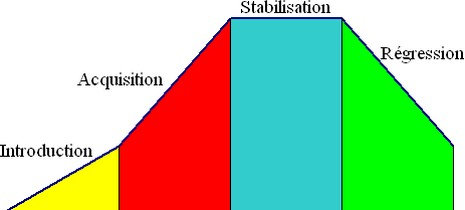 Stabilisation
Régression
Acquisition
Introduction